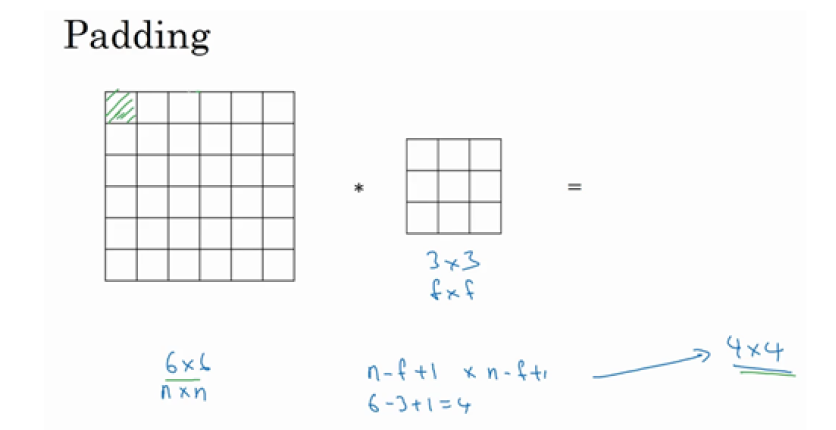 Padding
* =
3×3
f×f
6×6
n×n
n-f+1 × n-f+1
6-3+1=4
4×4